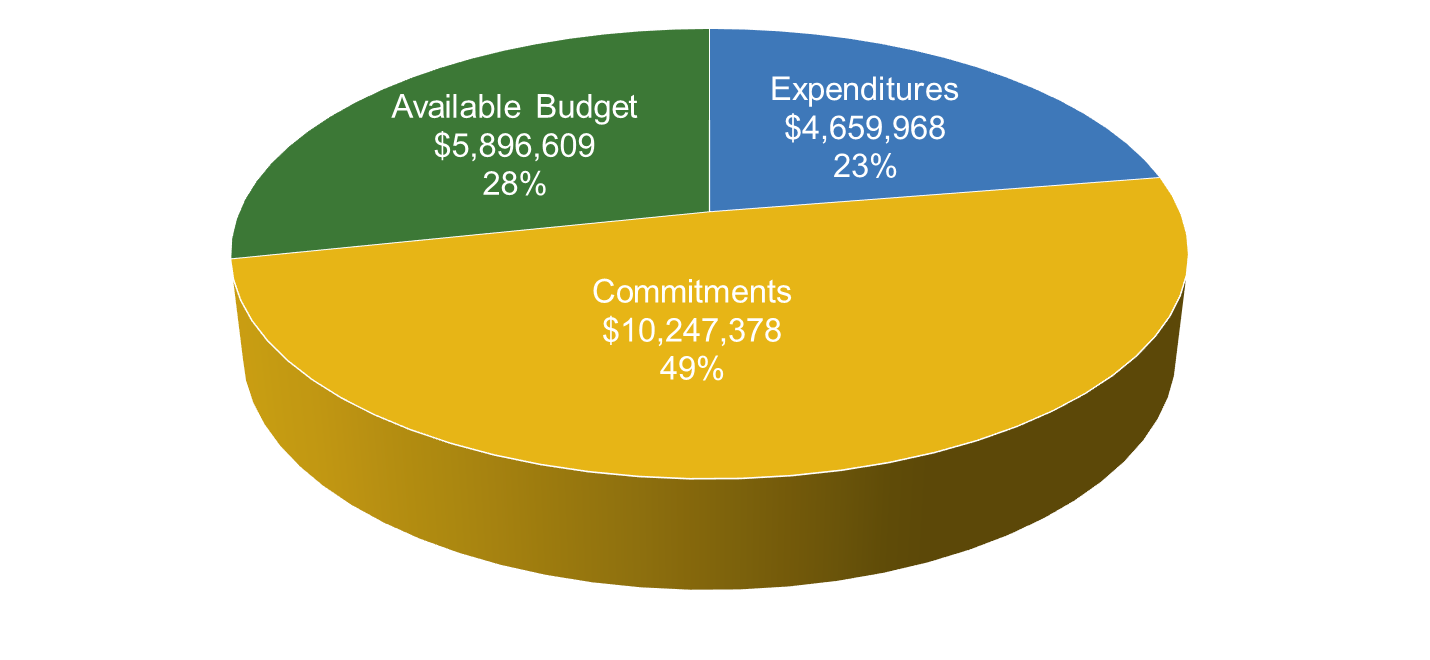 Available Budget
$5,896,609
28%
Expenditures
$4,659,968
23%
Commitments
$10,247,378
49%